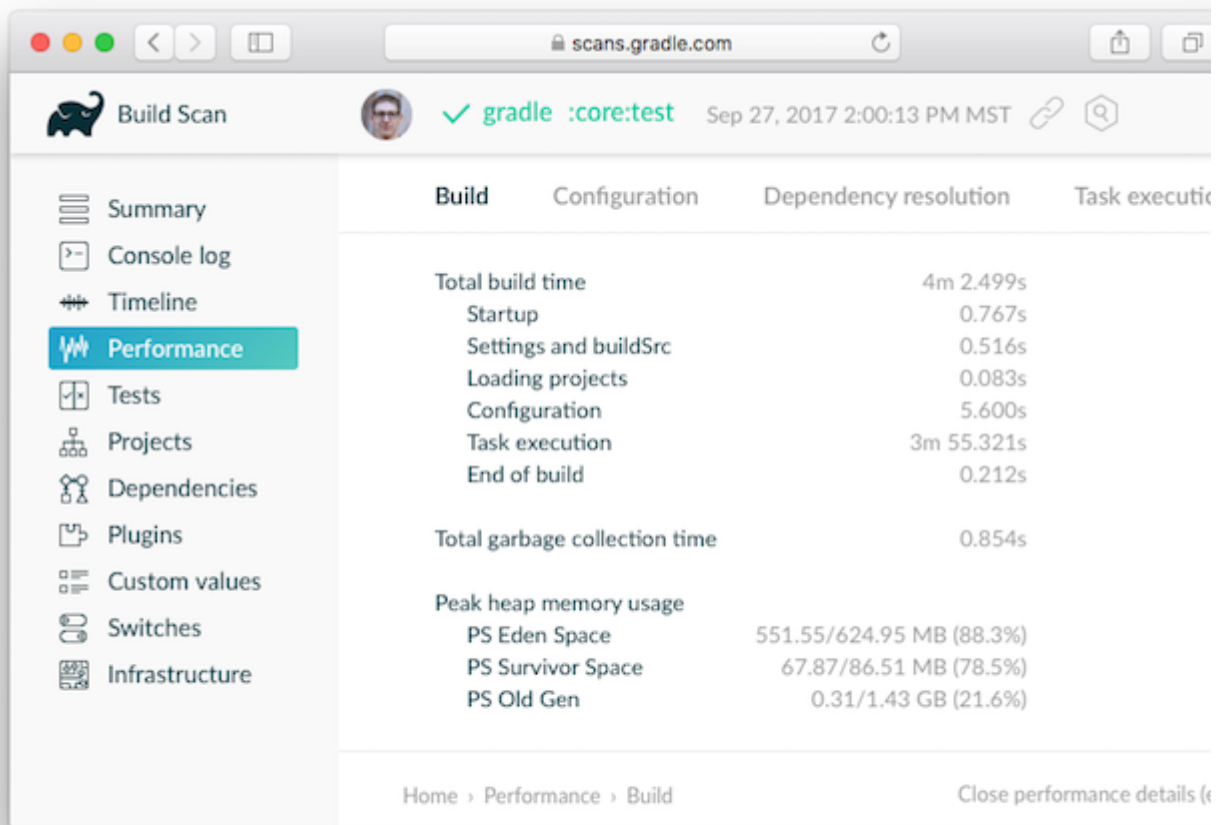 scans.gradle.com
Build Scan
gradle :core:test Sep 27, 2017 2:00:13 PM MST
Build Configuration Dependency resolution Task executio
Summary
Console log
Timeline
Performance
Tests
Projects
Dependencies
Plugins
Custom values
Switches
Infrastructure
Total build time 4m 2.499s
Startup 0.767s
Settings and buildSrc 0.516s
Loading projects 0.083s
Configuration 5.600s
Task execution 3m 55.321s
End of build 0.212s
Total garbage collection time 0.854s
Peak heap memory usage
PS Eden Space 551.55/624.95 MB (88.3%)
PS Survivor Space 67.87/86.51 MB (78.5%)
PS Old Gen 0.31/1.43 GB (21.6%)
Home › Performance › Build
Close performance details (e